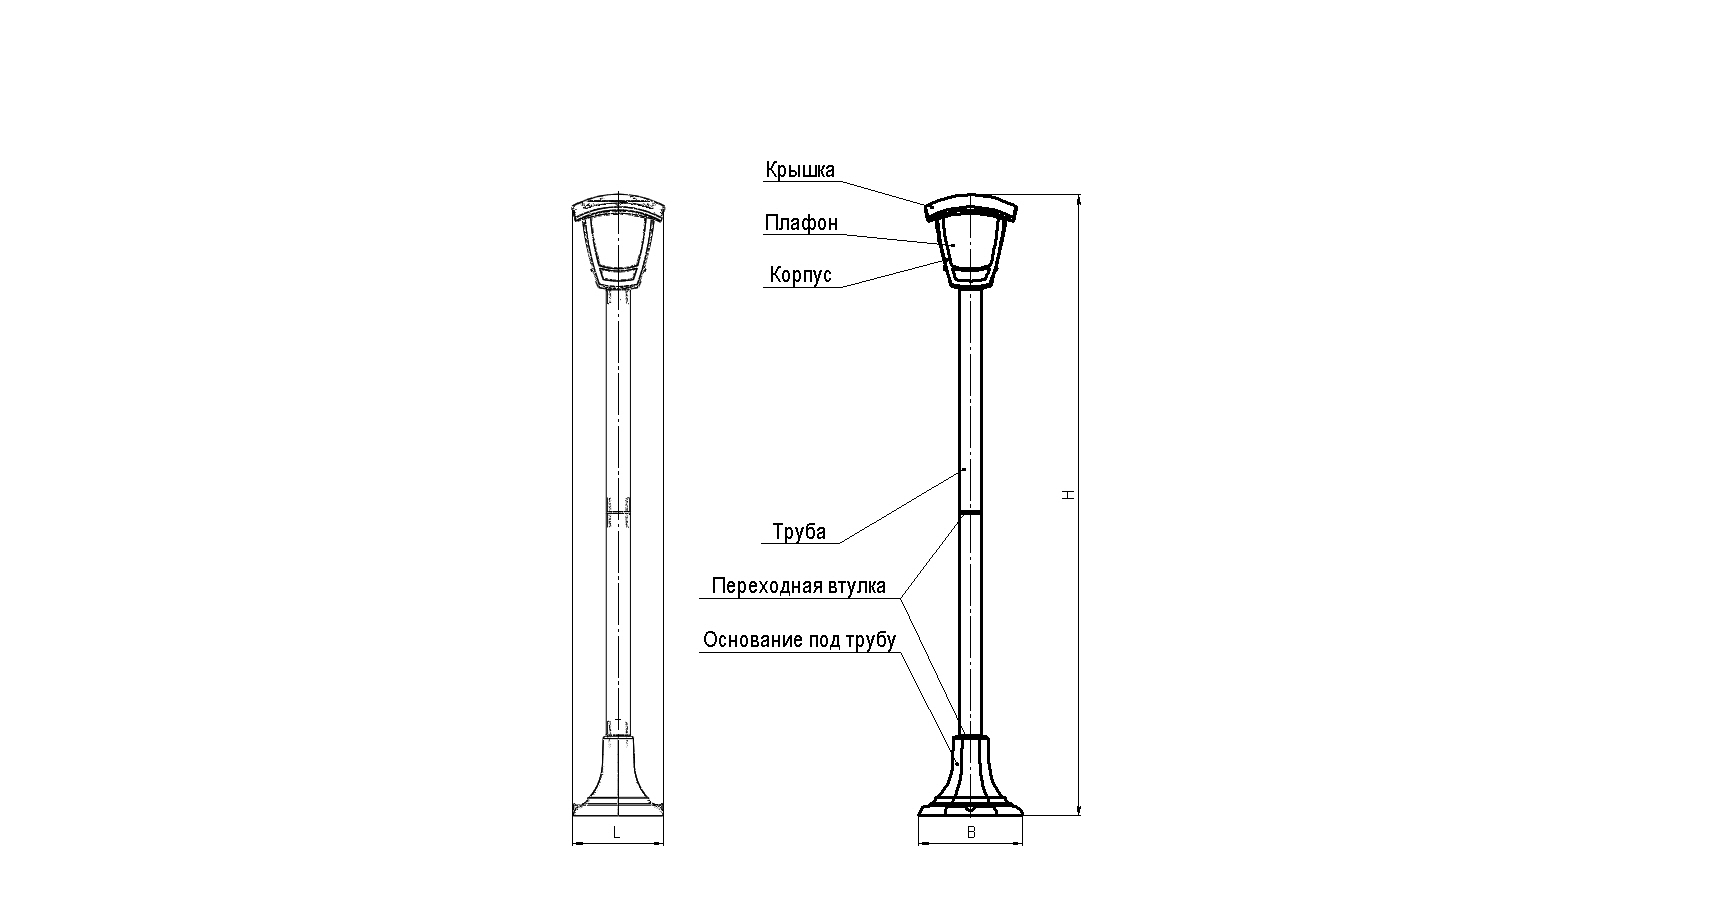 Крышка
Плафон
Корпус
Труба
Переходная втулка
Основание под трубу
H
L
B